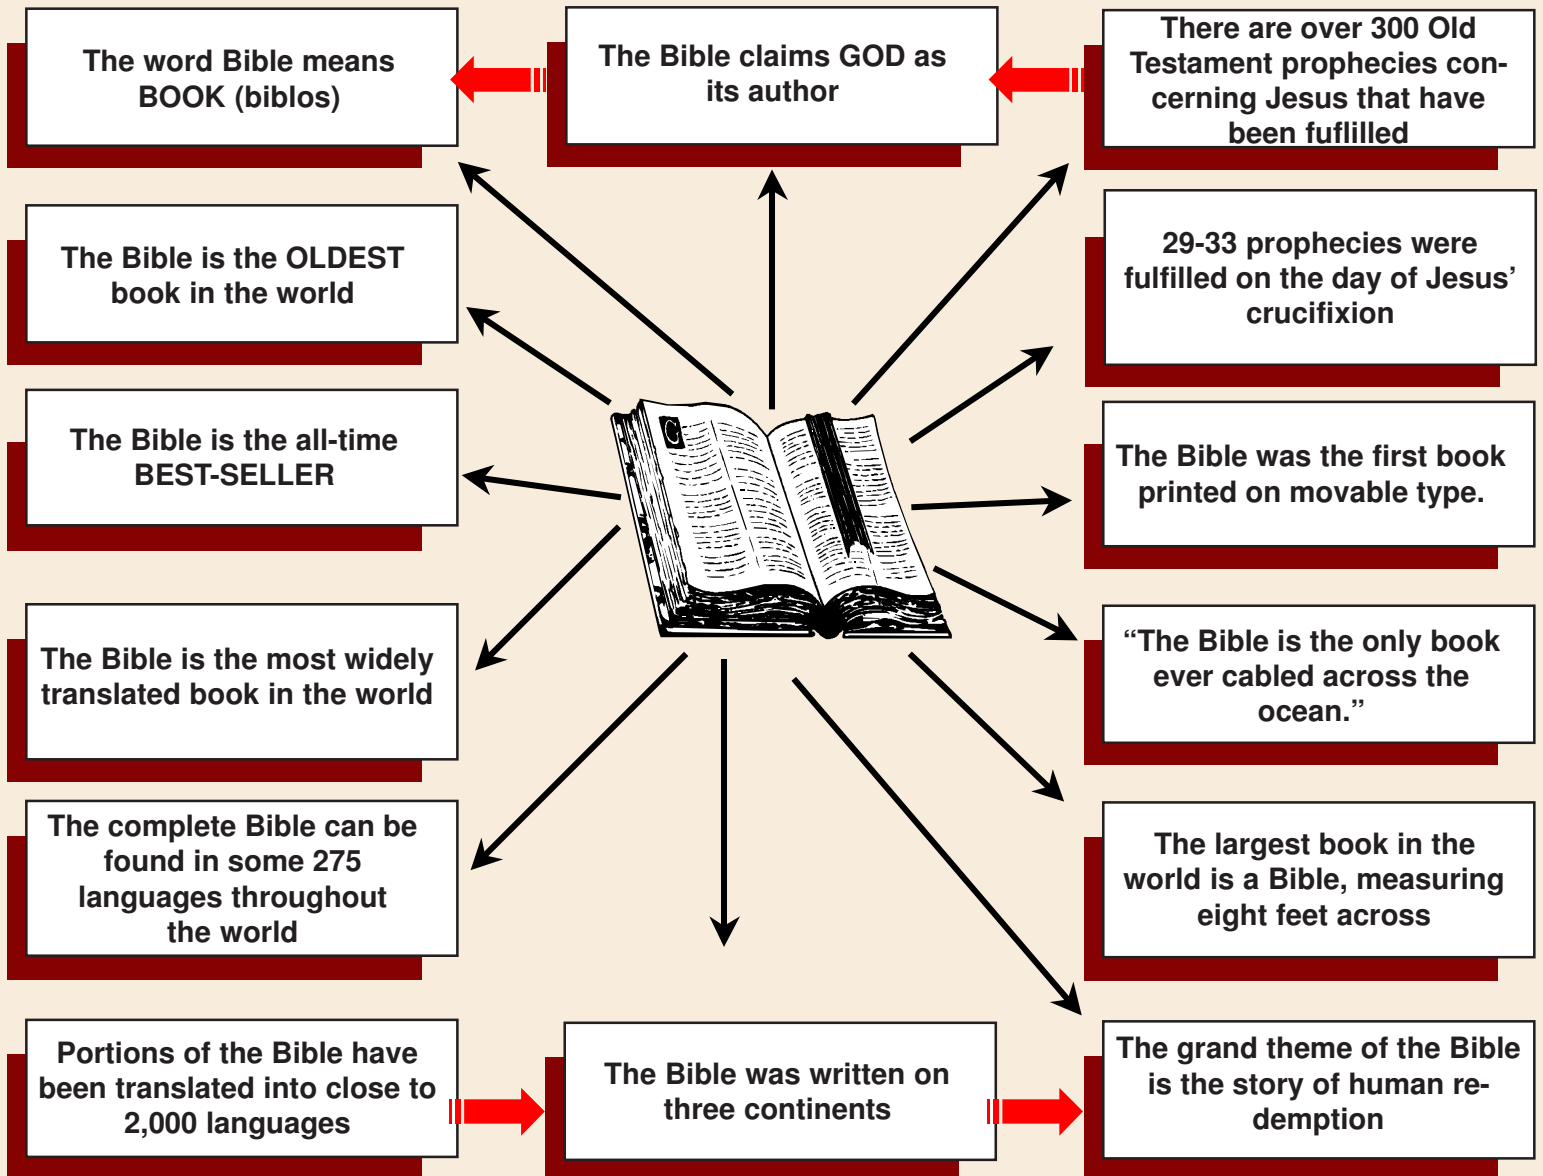 The word Bible means
BOOK (biblos)
The Bible claims GOD as
its author
There are over 300 Old
Testament prophecies con-
cerning Jesus that have
been fuflilled
The Bible is the OLDEST
book in the world
29-33 prophecies were
fulfilled on the day of Jesus’
crucifixion
The Bible is the all-time
BEST-SELLER
The Bible was the first book
printed on movable type.
The Bible is the most widely
translated book in the world
“The Bible is the only book
ever cabled across the
ocean.”
The complete Bible can be
found in some 275
languages throughout
the world
The largest book in the
world is a Bible, measuring
eight feet across
Portions of the Bible have
been translated into close to
2,000 languages
The Bible was written on
three continents
The grand theme of the Bible
is the story of human re-
demption